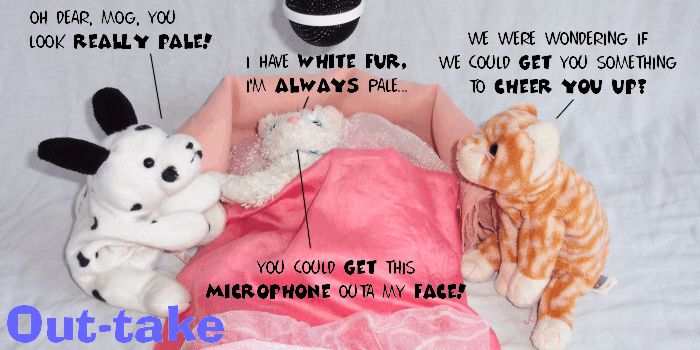 OH DEAR, MOG, YOU
LOOK REALLY PALE!
I HAVE WHITE FUR,
I'M ALWAYS PALE...
WE WERE WONDERING IF
WE COULD GET YOU SOMETHING
TO CHEER YOU UP?
YOU COULD GET THIS
MICROPHONE OUTA MY FACE!
Out-take